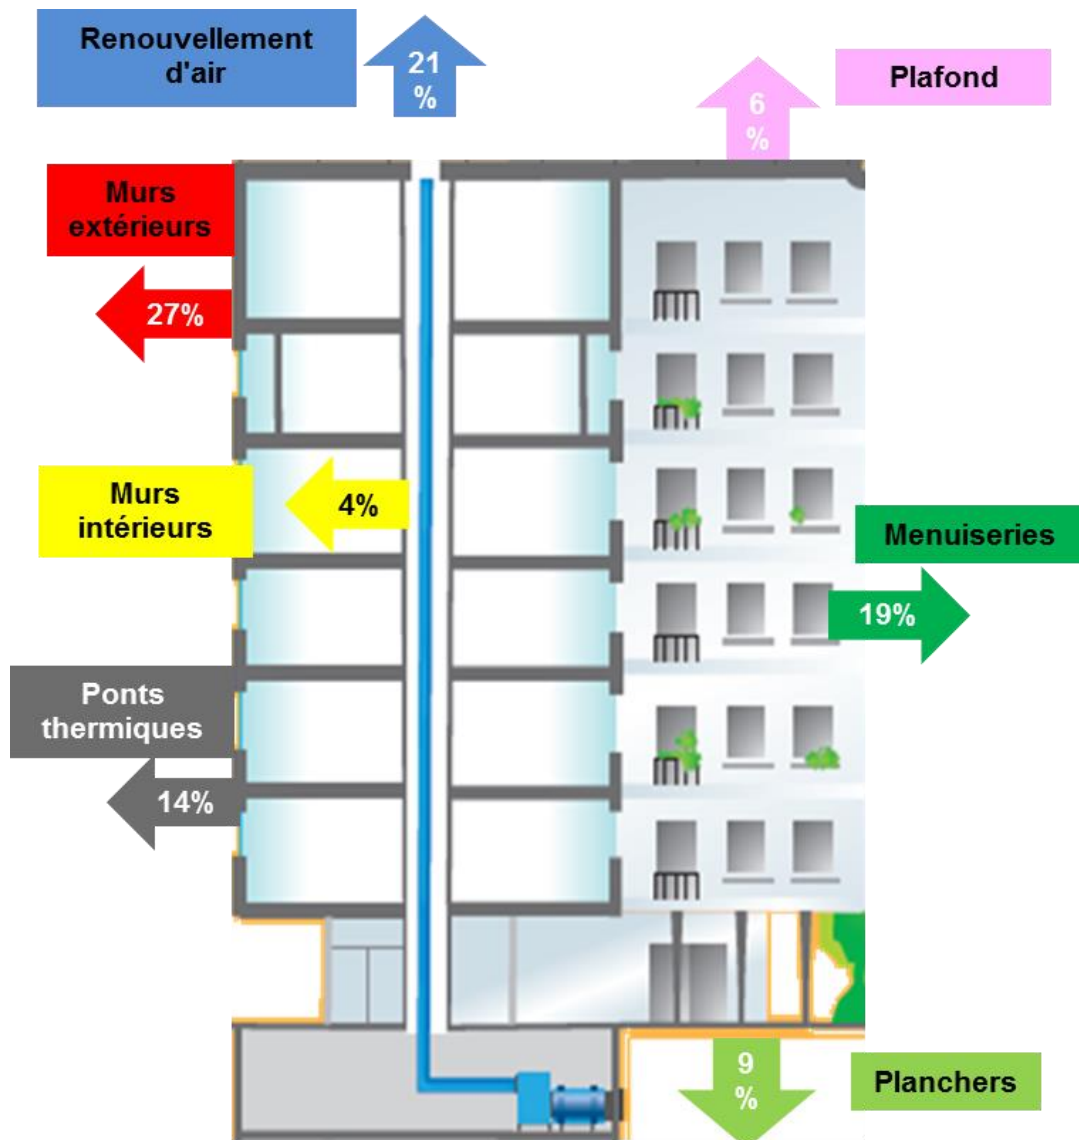 Renouvellement
d'air
21
%
6
%
Plafond
Murs
extérieurs
27%
Murs
intérieurs
4%
Menuiseries
19%
Ponts
thermiques
14%
9
%
Planchers